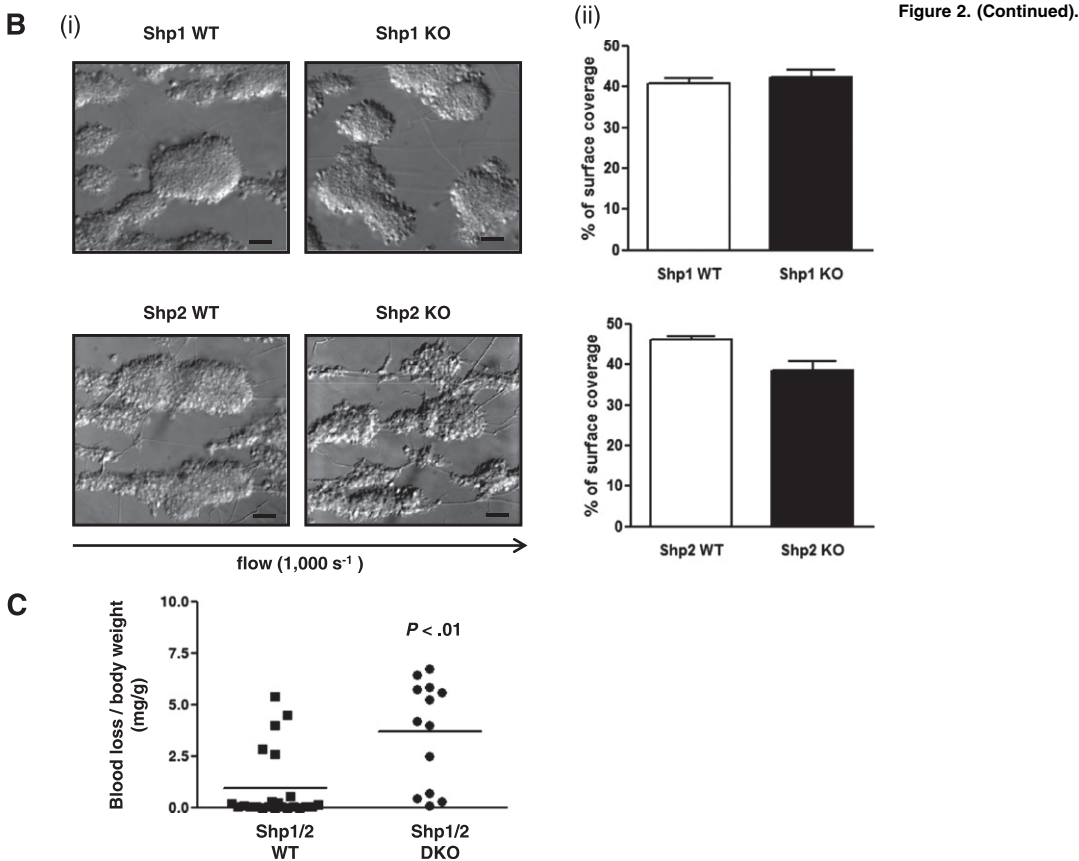 Figure 2. (Continued).
B (i) (ii)
Shp1 WT Shp1 KO
Shp2 WT Shp2 KO
flow (1,000 s⁻¹ )
% of surface coverage
50
40
30
20
10
0
Shp1 WT Shp1 KO
% of surface coverage
50
40
30
20
10
0
Shp2 WT Shp2 KO
C
Blood loss / body weight
(mg/g)
10.0
7.5
5.0
2.5
0.0
P < .01
Shp1/2 Shp1/2
WT DKO